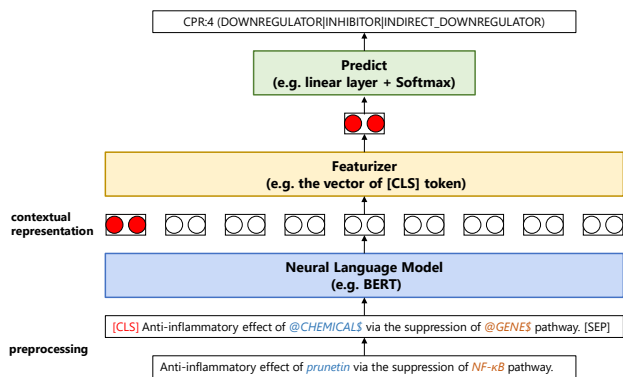 CPR:4 (DOWNREGULATOR|INHIBITOR|INDIRECT_DOWNREGULATOR)
Predict
(e.g. linear layer + Softmax)
Featurizer
(e.g. the vector of [CLS] token)
contextual
representation
Neural Language Model
(e.g. BERT)
[CLS] Anti-inflammatory effect of @CHEMICAL$ via the suppression of @GENE$ pathway. [SEP]
preprocessing
Anti-inflammatory effect of prunetin via the suppression of NF-κB pathway.